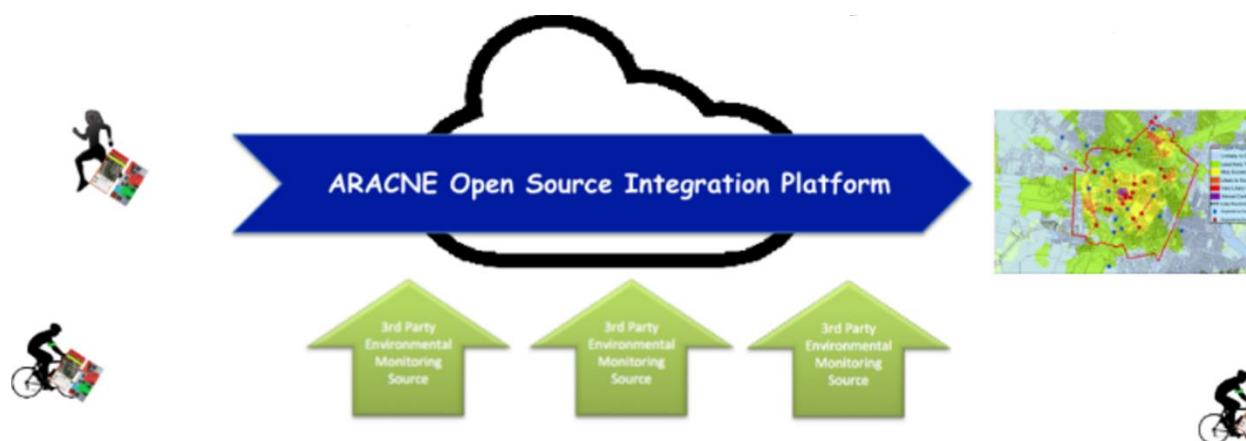 ARACNE Open Source Integration Platform
3rd Party
Environmental
Monitoring
Source
3rd Party
Environmental
Monitoring
Source
3rd Party
Environmental
Monitoring
Source